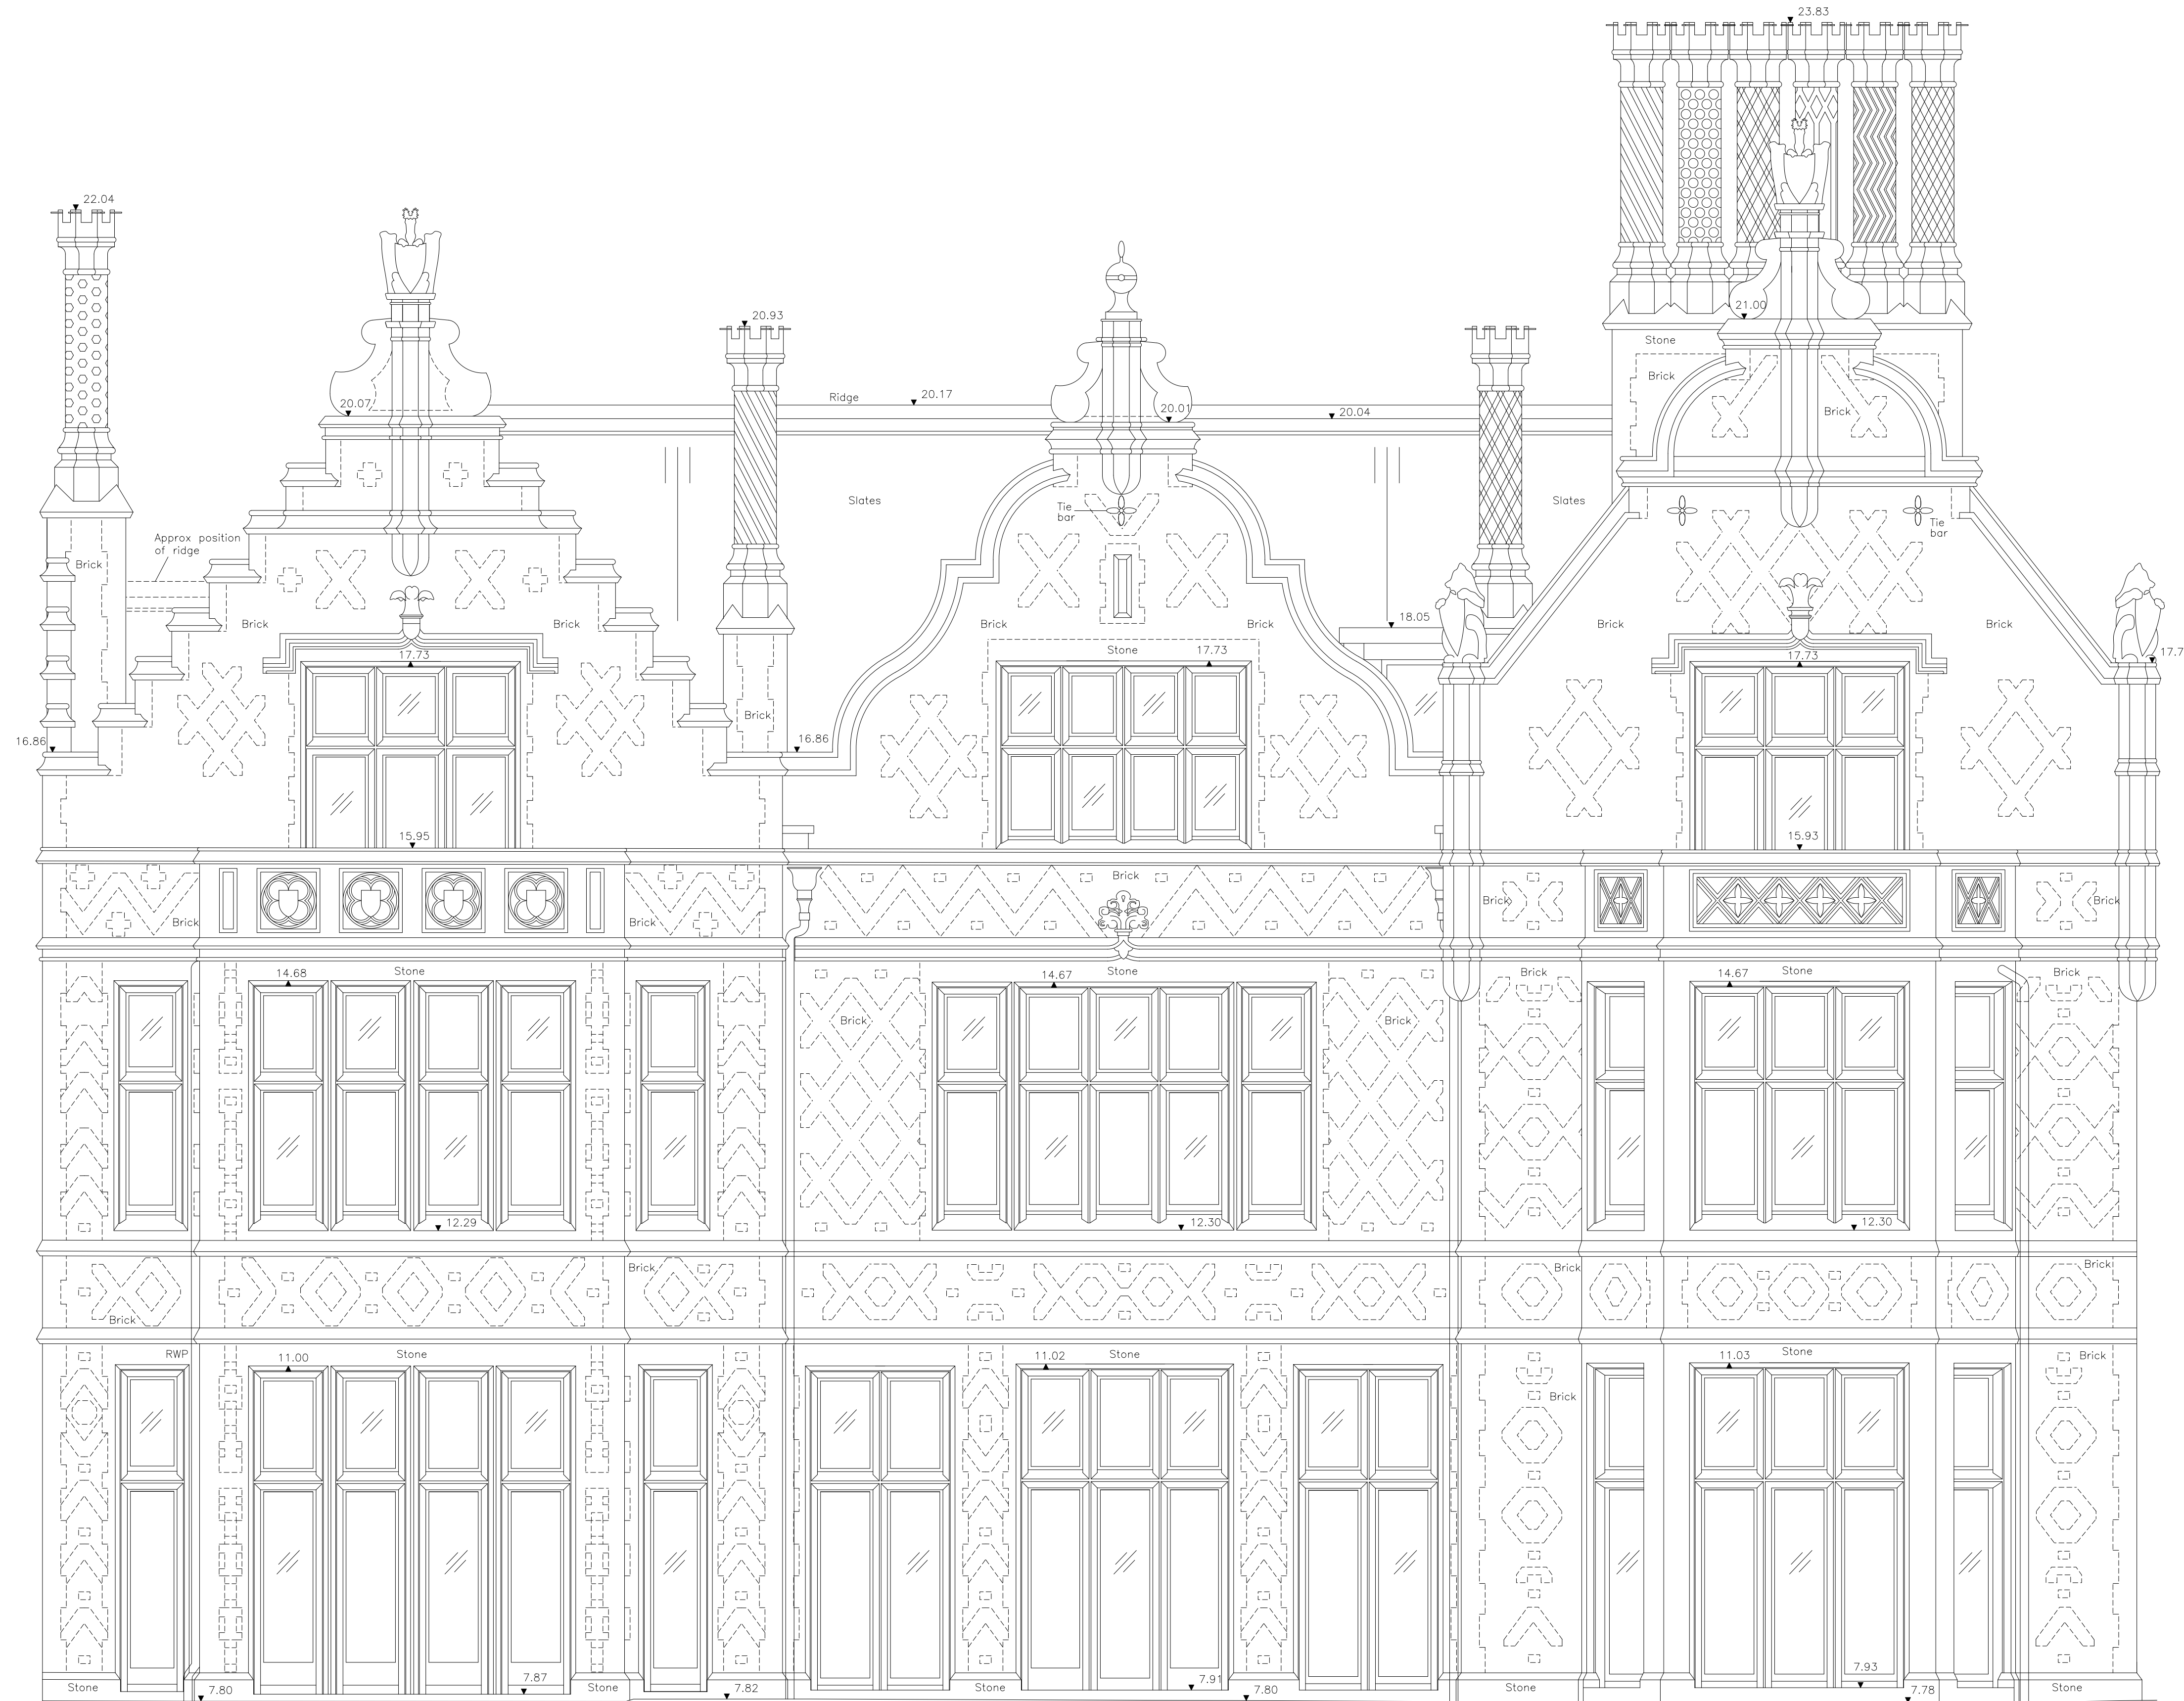 23.83
22.04
20.93
21.00
Stone
Brick
Brick
Ridge
20.17
20.07
20.01
20.04
Slates
Slates
Tie
bar
Tie
bar
Approx position
of ridge
Brick
Brick
Brick
Brick
Brick
18.05
Brick
Brick
17.73
Stone
17.73
17.73
17.7
Brick
16.86
16.86
15.95
15.93
Brick
Brick
Brick
Brick
Brick
14.68
Stone
14.67
Stone
Brick
14.67
Stone
Brick
Brick
Brick
12.29
12.30
12.30
Brick
Brick
Brick
Brick
RWP
11.00
Stone
11.02
Stone
11.03
Stone
Brick
Brick
7.87
7.91
7.93
Stone
7.80
Stone
7.82
Stone
7.80
Stone
7.78
Stone